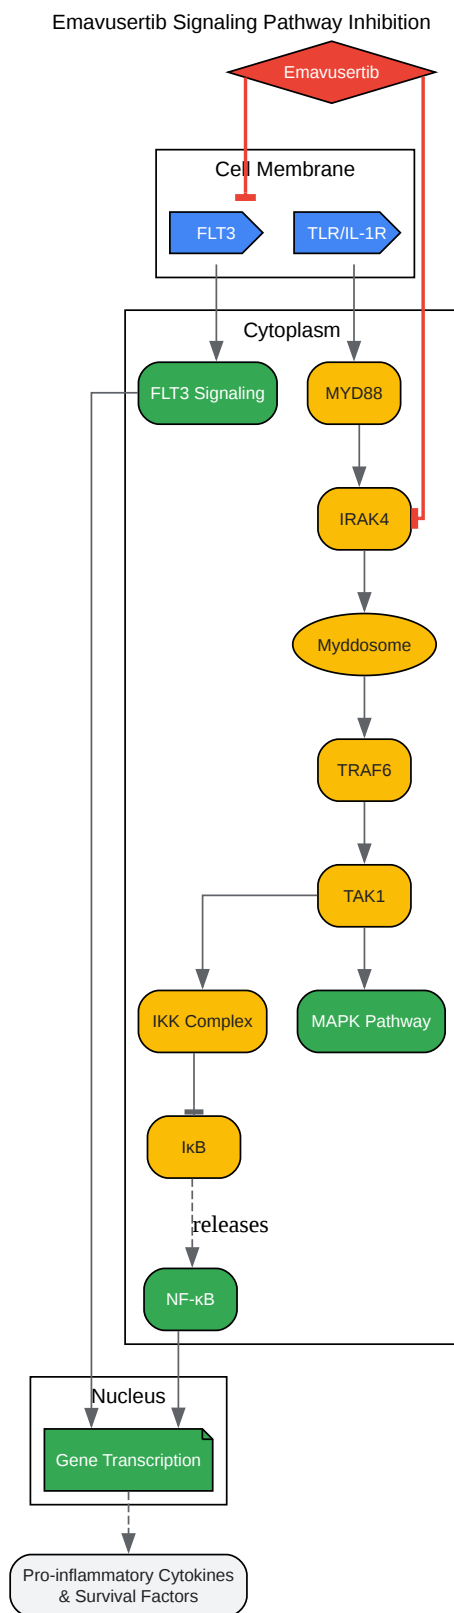 Emavusertib Signaling Pathway Inhibition
Emavusertib
Cell Membrane
FLT3
TLR/IL-1R
Cytoplasm
FLT3 Signaling
MYD88
IRAK4
Myddosome
TRAF6
TAK1
IKK Complex
MAPK Pathway
IκB
releases
NF-κB
Nucleus
Gene Transcription
Pro-inflammatory Cytokines
& Survival Factors